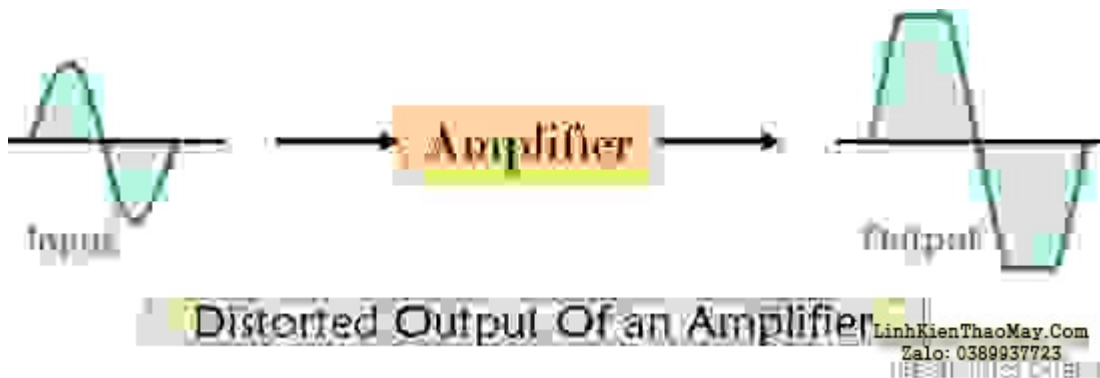 Amplifier
Input
Output
Distorted Output Of an Amplifier
LinhKienThaoMay.Com
Zalo: 0389937723